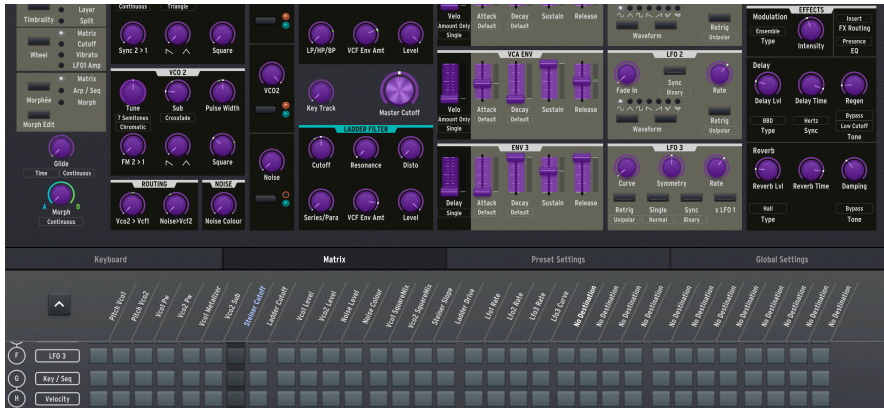 Layer
Timbrality
Split
Matrix
Wheel
Cutoff
Vibrato
LFO1 Amp
Matrix
Morphée
Arp / Seq
Morph
Morph Edit
Glide
Time
Continuous
A
B
Morph
Continuous
Continuous
Triangle
Sync 2 > 1
Square
VCO 2
Tune
Sub
Pulse Width
7 Semitones
Crossfade
Chromatic
FM 2 > 1
Square
ROUTING
NOISE
Vco2 > Vcf1
Noise>Vcf2
Noise Colour
VCO2
Noise
LP/HP/BP
VCF Env Amt
Level
Key Track
Master Cutoff
LADDER FILTER
Cutoff
Resonance
Disto
Series/Para
VCF Env Amt
Level
Velo
Attack
Decay
Sustain
Release
Amount Only
Default
Default
Single
VCA ENV
Velo
Attack
Decay
Sustain
Release
Amount Only
Default
Default
Single
ENV 3
Delay
Attack
Decay
Sustain
Release
Single
Default
Default
Waveform
Retrig
Unipolar
LFO 2
Fade In
Sync
Rate
Binary
Waveform
Retrig
Unipolar
LFO 3
Curve
Symmetry
Rate
Retrig
Single
Sync
x LFO 1
Unipolar
Normal
Binary
EFFECTS
Modulation
Insert
FX Routing
Ensemble
Type
Intensity
Presence
EQ
Delay
Delay Lvl
Delay Time
Regen
BBD
Hertz
Bypass
Type
Sync
Low Cutoff
Tone
Reverb
Reverb Lvl
Reverb Time
Damping
Hall
Bypass
Type
Tone
Keyboard
Matrix
Preset Settings
Global Settings
Pitch Vco1
Pitch Vco2
Vco1 Pw
Vco2 Pw
Vco1 Metalizer
Vco2 Sub
Steiner Cutoff
Ladder Cutoff
Vco1 Level
Vco2 Level
Noise Level
Noise Colour
Vco1 SquareMix
Vco2 SquareMix
Steiner Slope
Ladder Drive
Lfo1 Rate
Lfo2 Rate
Lfo3 Rate
Lfo3 Curve
No Destination
No Destination
No Destination
No Destination
No Destination
No Destination
No Destination
No Destination
No Destination
No Destination
No Destination
No Destination
F LFO 3
G Key / Seq
H Velocity